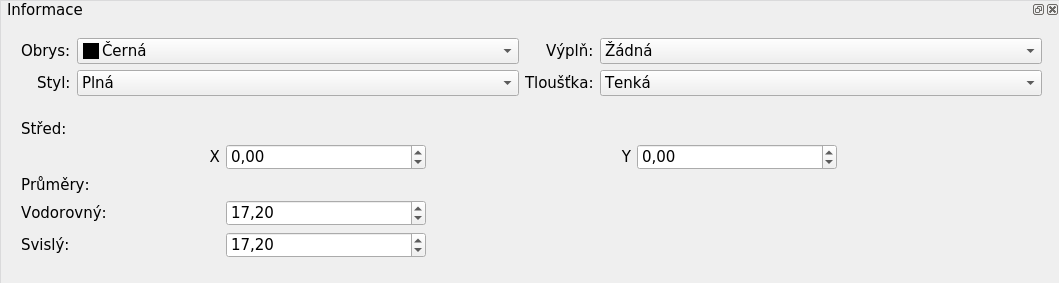 Informace
Obrys: Černá Výplň: Žádná
Styl: Plná Tloušťka: Tenká
Střed:
X 0,00 Y 0,00
Průměry:
Vodorovný: 17,20
Svislý: 17,20